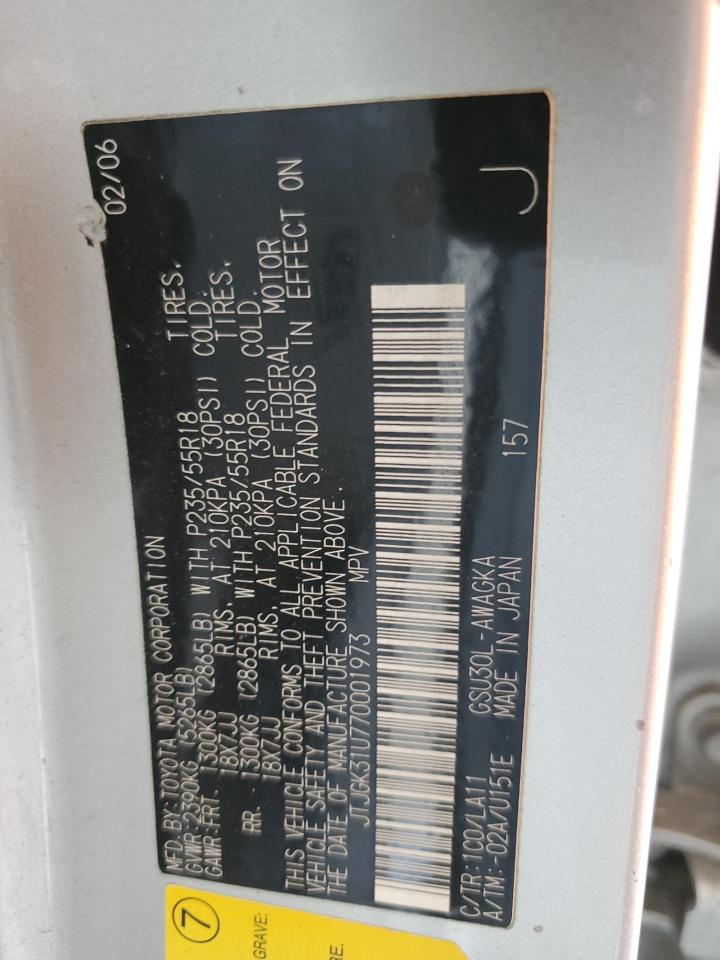 MFD. BY: TOYOTA MOTOR CORPORATION 02/06
GVWR: 2390KG (5265LB)
GAWR: FRT. 1300KG (2865LB) WITH P235/55R18 TIRES,
18X7JJ RIMS, AT 210KPA (30PSI) COLD.
RR. 1300KG (2865LB) WITH P235/55R18 TIRES,
18X7JJ RIMS, AT 210KPA (30PSI) COLD.
THIS VEHICLE CONFORMS TO ALL APPLICABLE FEDERAL MOTOR
VEHICLE SAFETY AND THEFT PREVENTION STANDARDS IN EFFECT ON
THE DATE OF MANUFACTURE SHOWN ABOVE.
JTJGK31U770001973 MPV
C/TR: 1C0/LA11 GSU30L-AWAGKA
A/TM: -02A/U151E MADE IN JAPAN 157 J
7
GRAVE:
RE.